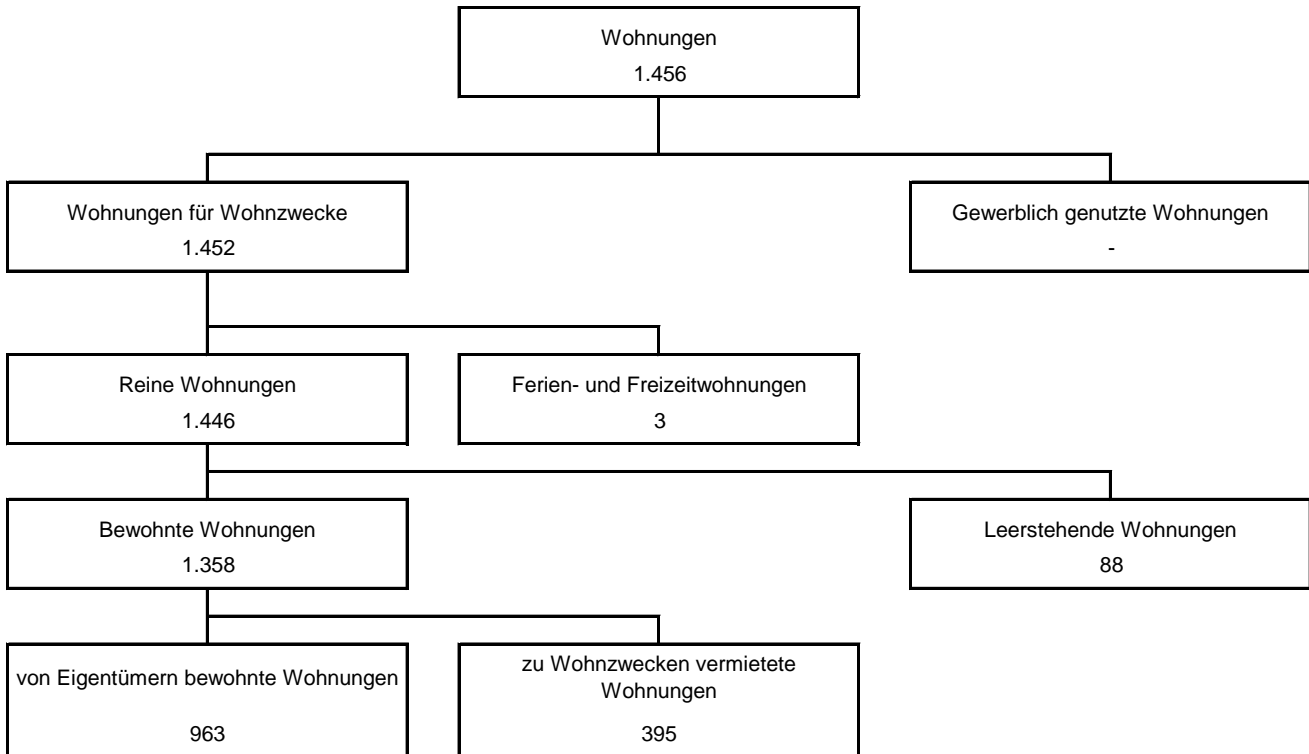 Wohnungen
1.456
Wohnungen für Wohnzwecke
1.452
Gewerblich genutzte Wohnungen
-
Reine Wohnungen
1.446
Ferien- und Freizeitwohnungen
3
Bewohnte Wohnungen
1.358
Leerstehende Wohnungen
88
von Eigentümern bewohnte Wohnungen
963
zu Wohnzwecken vermietete
Wohnungen
395